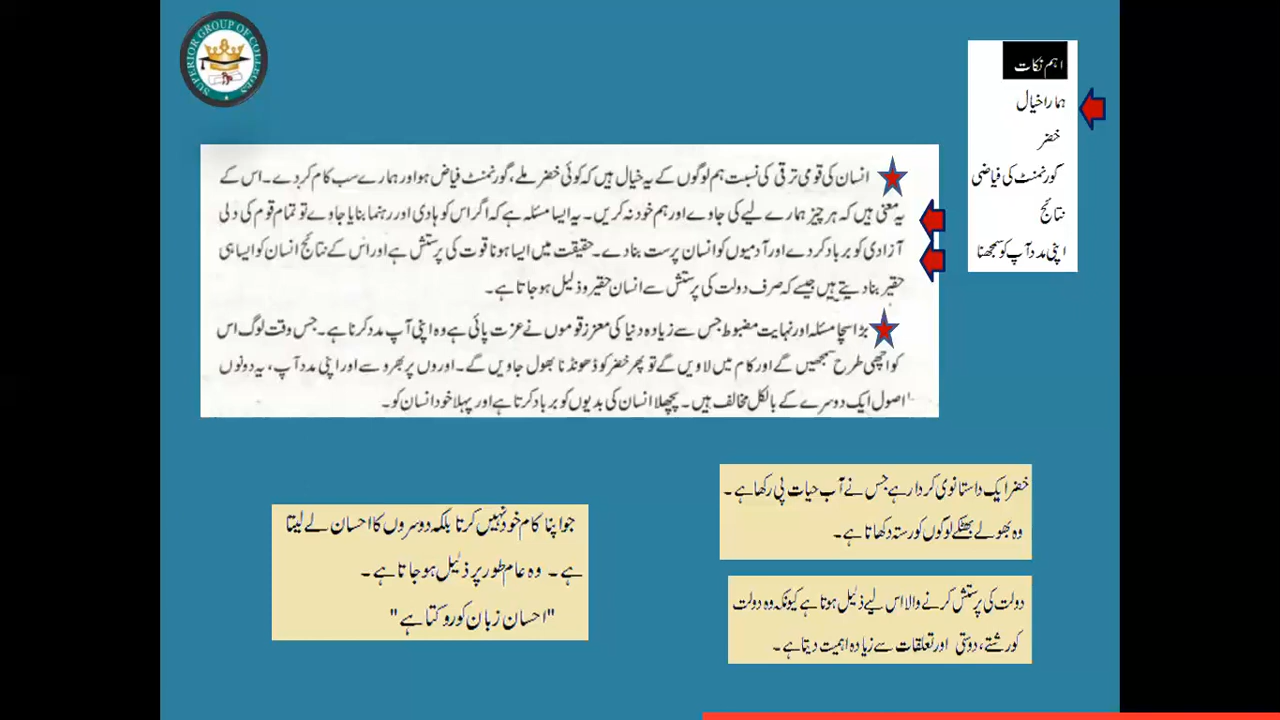 SUPERIOR GROUP OF COLLEGES
اہم نکات
ہمارا خیال
خضر
گورنمنٹ کی فیاضی
نتائج
اپنی مدد آپ کو سمجھنا
انسان کی قومی ترقی کی نسبت ہم لوگوں کے یہ خیال ہیں کہ کوئی خضر ملے، گورنمنٹ فیاض ہو اور ہمارے سب کام کر دے۔ اس کے
یہ معنی ہیں کہ ہر چیز ہمارے لیے کی جاوے اور ہم خود نہ کریں۔ یہ ایسا مسئلہ ہے کہ اگر اس کو ہادی اور رہنما بنایا جاوے تو تمام قوم کی دلی
آزادی کو برباد کر دے اور آدمیوں کو انسان پرست بنا دے۔ حقیقت میں ایسا ہونا قوت کی پرستش ہے اور اس کے نتائج انسان کو ایسا ہی
حقیر بنا دیتے ہیں جیسے کہ صرف دولت کی پرستش سے انسان حقیر و ذلیل ہو جاتا ہے۔
بڑا سچا مسئلہ اور نہایت مضبوط جس سے زیادہ دنیا کی معزز قوموں نے عزت پائی ہے وہ اپنی آپ مدد کرنا ہے۔ جس وقت لوگ اس
کو اچھی طرح سمجھیں گے اور کام میں لاویں گے تو پھر خضر کو ڈھونڈنا بھول جاویں گے۔ اوروں پر بھروسے اور اپنی مدد آپ، یہ دونوں
اصول ایک دوسرے کے بالکل مخالف ہیں۔ پچھلا انسان کی بدیوں کو برباد کرتا ہے اور پہلا خود انسان کو۔
خضر ایک داستانوی کردار ہے جس نے آب حیات پی رکھا ہے۔
وہ بھولے بھٹکے لوگوں کو رستہ دکھاتا ہے۔
جو اپنا کام خود نہیں کرتا بلکہ دوسروں کا احسان لے لیتا
ہے۔ وہ عام طور پر ذلیل ہو جاتا ہے۔
"احسان زبان کو روکتا ہے"
دولت کی پرستش کرنے والا اس لیے ذلیل ہوتا ہے کیونکہ وہ دولت
کو رشتے، دوستی اور تعلقات سے زیادہ اہمیت دیتا ہے۔